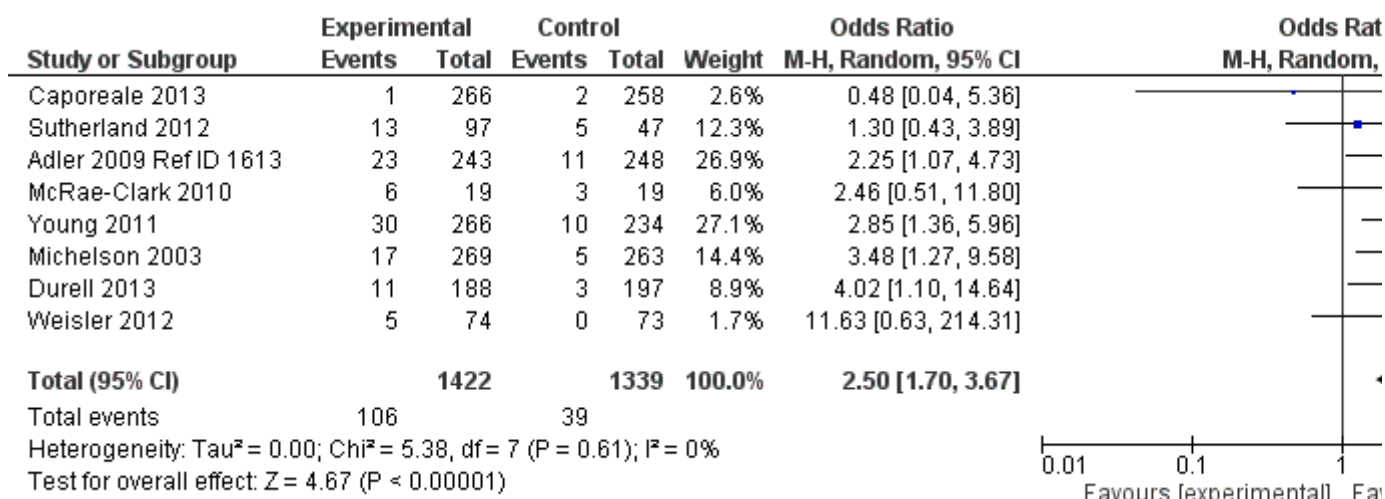 Experimental Control Odds Ratio Odds Rat
Study or Subgroup Events Total Events Total Weight M-H, Random, 95% CI M-H, Random,
Caporeale 2013 1 266 2 258 2.6% 0.48 [0.04, 5.36]
Sutherland 2012 13 97 5 47 12.3% 1.30 [0.43, 3.89]
Adler 2009 Ref ID 1613 23 243 11 248 26.9% 2.25 [1.07, 4.73]
McRae-Clark 2010 6 19 3 19 6.0% 2.46 [0.51, 11.80]
Young 2011 30 266 10 234 27.1% 2.85 [1.36, 5.96]
Michelson 2003 17 269 5 263 14.4% 3.48 [1.27, 9.58]
Durell 2013 11 188 3 197 8.9% 4.02 [1.10, 14.64]
Weisler 2012 5 74 0 73 1.7% 11.63 [0.63, 214.31]
Total (95% CI) 1422 1339 100.0% 2.50 [1.70, 3.67]
Total events 106 39
Heterogeneity: Tau² = 0.00; Chi² = 5.38, df = 7 (P = 0.61); I² = 0%
Test for overall effect: Z = 4.67 (P < 0.00001)
0.01 0.1 1
Favours [experimental] Fav